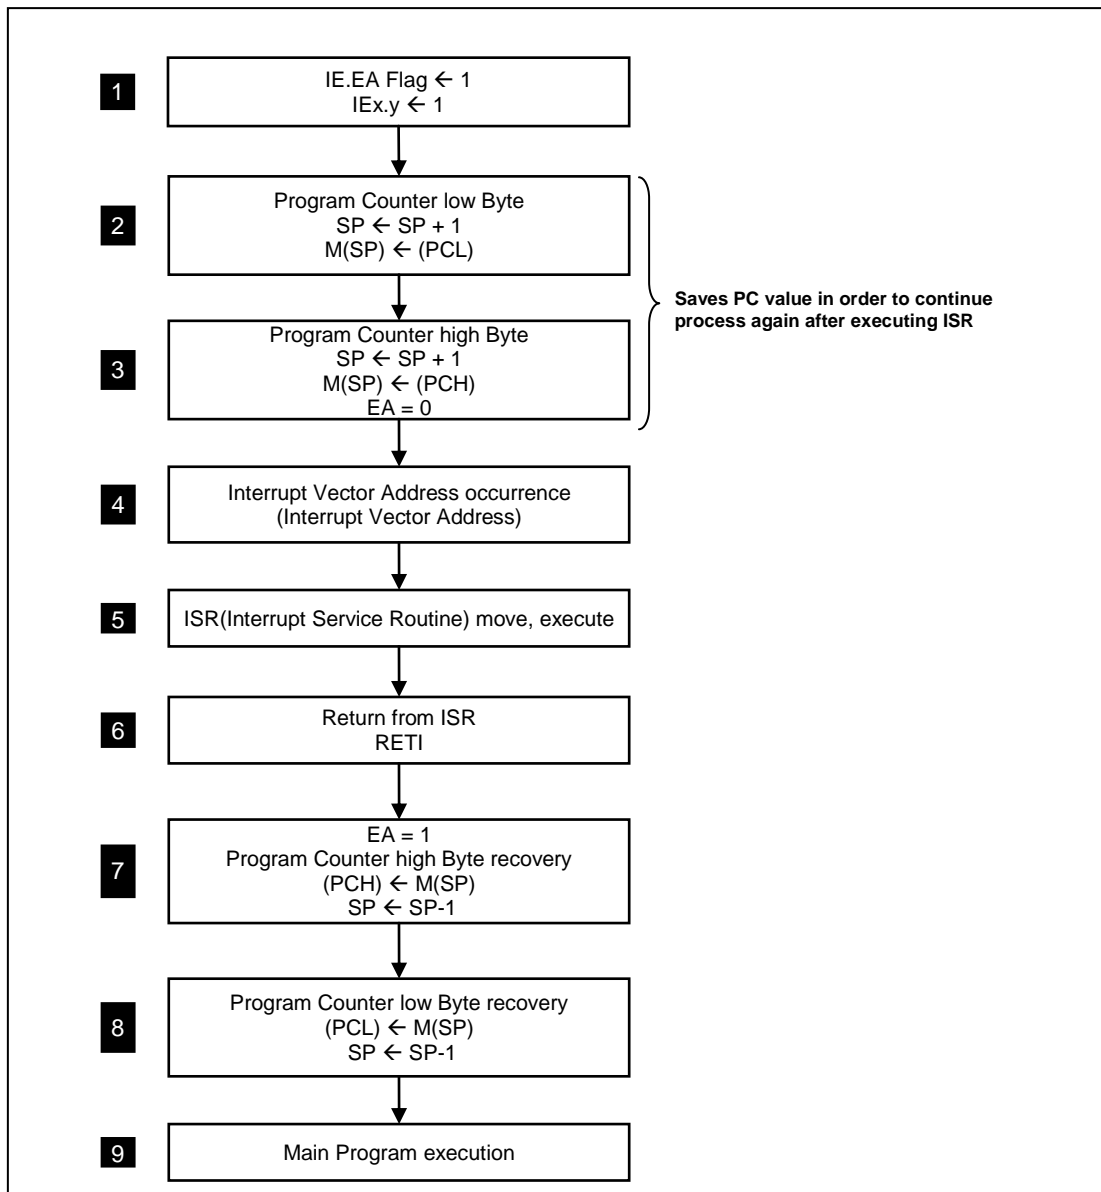 1
IE.EA Flag ← 1
IEx.y ← 1
2
Program Counter low Byte
SP ← SP + 1
M(SP) ← (PCL)
Saves PC value in order to continue
process again after executing ISR
3
Program Counter high Byte
SP ← SP + 1
M(SP) ← (PCH)
EA = 0
4
Interrupt Vector Address occurrence
(Interrupt Vector Address)
5
ISR(Interrupt Service Routine) move, execute
6
Return from ISR
RETI
7
EA = 1
Program Counter high Byte recovery
(PCH) ← M(SP)
SP ← SP-1
8
Program Counter low Byte recovery
(PCL) ← M(SP)
SP ← SP-1
9
Main Program execution